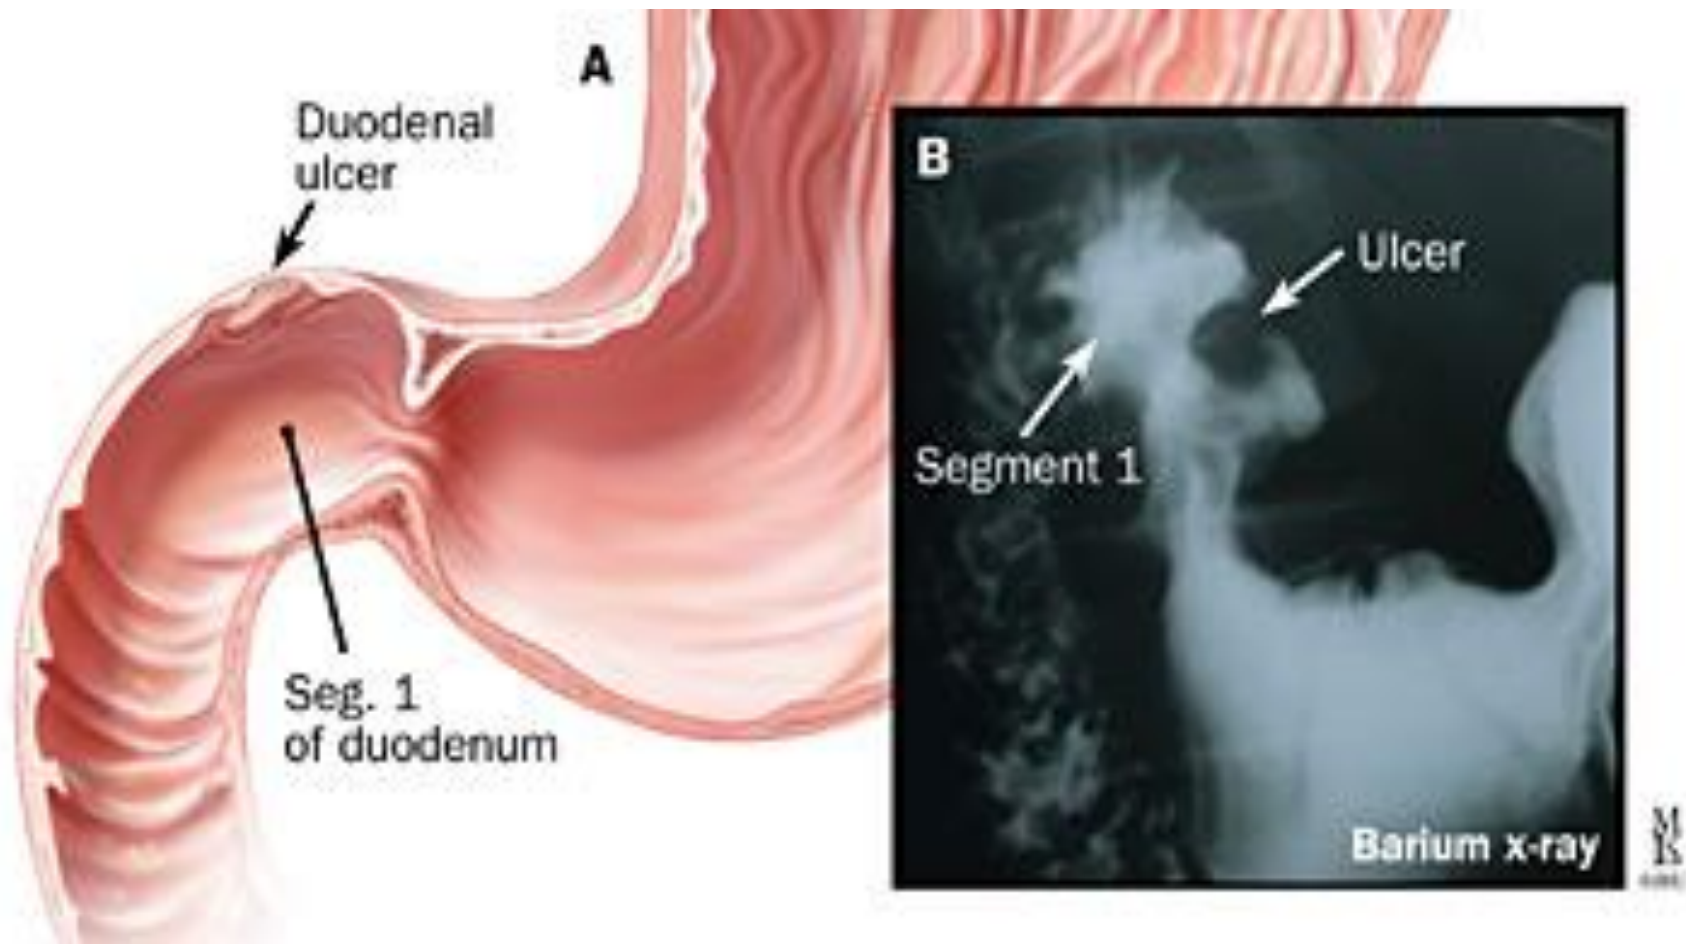 A
Duodenal
ulcer
Seg. 1
of duodenum
B
Ulcer
Segment 1
Barium x-ray
M
K